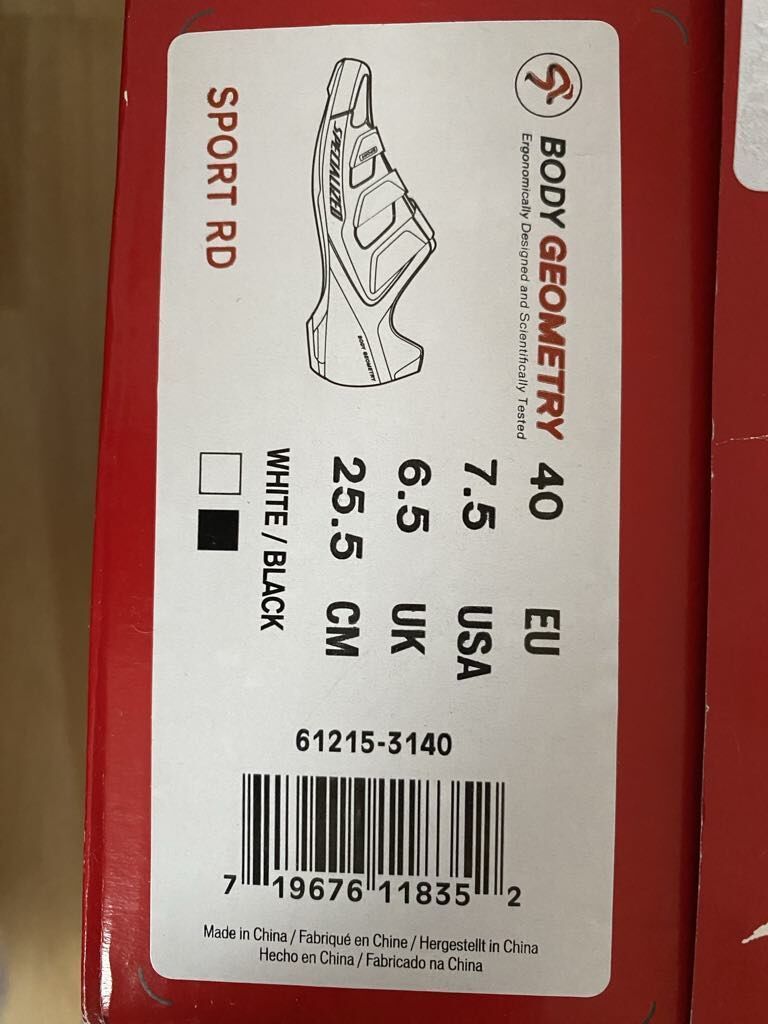 BODY GEOMETRY
Ergonomically Designed and Scientifically Tested
SPECIALIZED
BODY GEOMETRY
SPORT RD
40 EU
7.5 USA
6.5 UK
25.5 CM
WHITE / BLACK
61215-3140
7 19676 11835 2
Made in China / Fabriqué en Chine / Hergestellt in China
Hecho en China / Fabricado na China